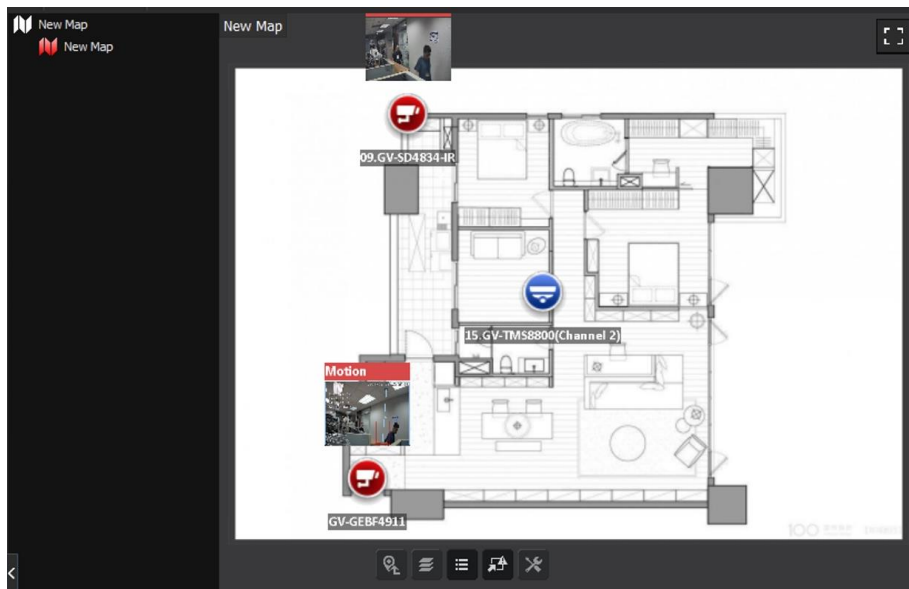 New Map
New Map
New Map
09.GV-SD4834-IR
15.GV-TMS8800(Channel 2)
Motion
GV-GEBF4911
100